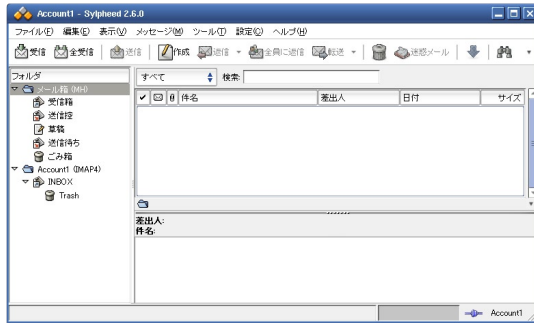 Account1 - Sylpheed 2.6.0
ファイル(F) 編集(E) 表示(V) メッセージ(M) ツール(T) 設定(C) ヘルプ(H)
受信 全受信 送信 作成 返信 全員に返信 転送 迷惑メール
フォルダ
すべて 検索:
メール箱 (MH)
件名 差出人 日付 サイズ
受信箱
送信控
草稿
送信待ち
ごみ箱
Account1 (IMAP4)
INBOX
Trash
差出人:
件名:
Account1